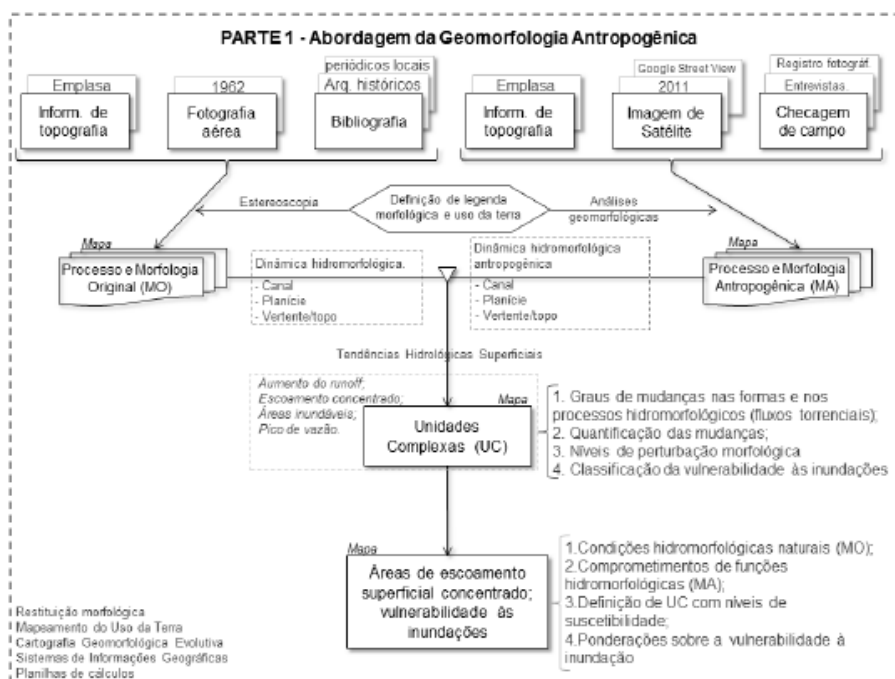 PARTE 1 - Abordagem da Geomorfologia Antropogênica
Emplasa
Inform. de
topografia
1962
Fotografia
aérea
periódicos locais
Arq. históricos
Bibliografia
Emplasa
Inform. de
topografia
Google Street View
2011
Imagem de
Satélite
Registro fotográf.
Entrevistas.
Checagem
de campo
Estereoscopia
Definição de legenda
morfológica e uso da terra
Análises
geomorfológicas
Mapa
Processo e Morfologia
Original (MO)
Dinâmica hidromorfológica.
- Canal
- Planície
- Vertente/topo
Dinâmica hidromorfológica
antropogênica
- Canal
- Planície
- Vertente/topo
Mapa
Processo e Morfologia
Antropogênica (MA)
Tendências Hidrológicas Superficiais
Aumento do runoff;
Escoamento concentrado;
Áreas inundáveis;
Pico de vazão.
Mapa
Unidades
Complexas (UC)
1. Graus de mudanças nas formas e nos
processos hidromorfológicos (fluxos torrenciais);
2. Quantificação das mudanças;
3. Níveis de perturbação morfológica
4. Classificação da vulnerabilidade às inundações
Mapa
Áreas de escoamento
superficial concentrado;
vulnerabilidade às
inundações
1.Condições hidromorfológicas naturais (MO);
2.Comprometimentos de funções
hidromorfológicas (MA);
3.Definição de UC com níveis de
suscetibilidade;
4.Ponderações sobre a vulnerabilidade à
inundação
Restituição morfológica
Mapeamento do Uso da Terra
Cartografia Geomorfológica Evolutiva
Sistemas de Informações Geográficas
Planilhas de cálculos